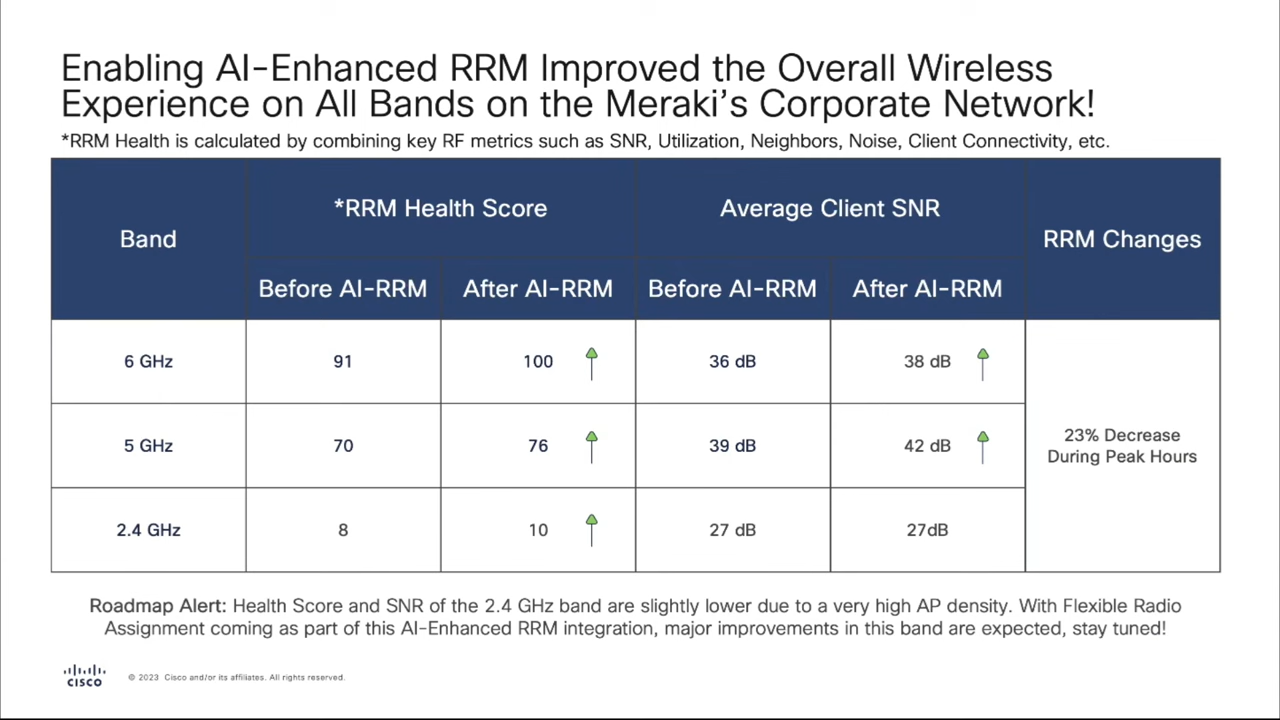 Enabling AI-Enhanced RRM Improved the Overall Wireless
Experience on All Bands on the Meraki's Corporate Network!
*RRM Health is calculated by combining key RF metrics such as SNR, Utilization, Neighbors, Noise, Client Connectivity, etc.
Band
*RRM Health Score
Average Client SNR
RRM Changes
Before AI-RRM
After AI-RRM
Before AI-RRM
After AI-RRM
6 GHz
91
100
36 dB
38 dB
5 GHz
70
76
39 dB
42 dB
23% Decrease
During Peak Hours
2.4 GHz
8
10
27 dB
27dB
Roadmap Alert: Health Score and SNR of the 2.4 GHz band are slightly lower due to a very high AP density. With Flexible Radio
Assignment coming as part of this AI-Enhanced RRM integration, major improvements in this band are expected, stay tuned!
CISCO
© 2023 Cisco and/or its affiliates. All rights reserved.